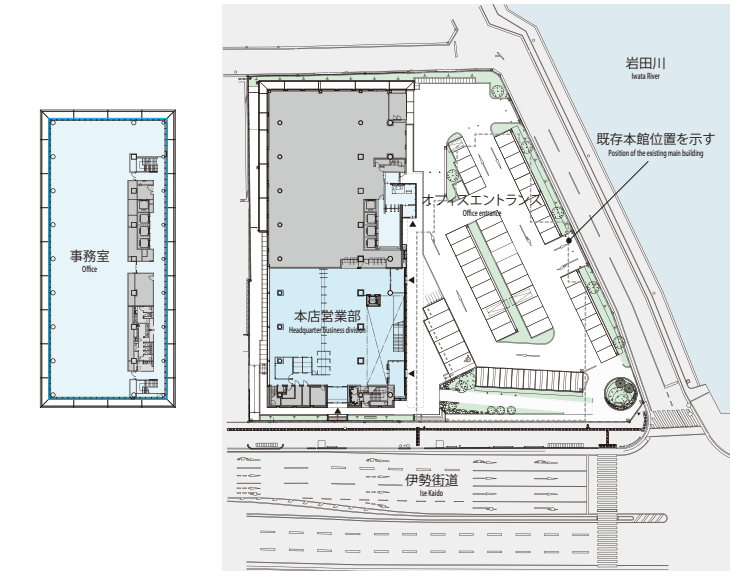 岩田川
Iwata River
既存本館位置を示す
Position of the existing main building
オフィスエントランス
Office entrance
事務室
Office
本店営業部
Headquarter business division
伊勢街道
Ise Kaido